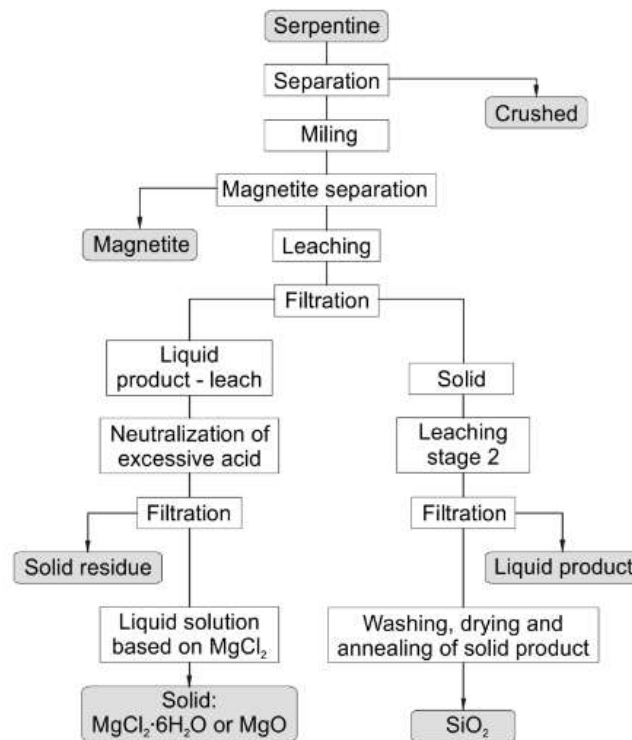 Serpentine
Separation
Crushed
Miling
Magnetite separation
Magnetite
Leaching
Filtration
Liquid
product - leach
Solid
Neutralization of
excessive acid
Leaching
stage 2
Filtration
Filtration
Solid residue
Liquid product
Liquid solution
based on MgCl₂
Washing, drying and
annealing of solid product
Solid:
MgCl₂·6H₂O or MgO
SiO₂